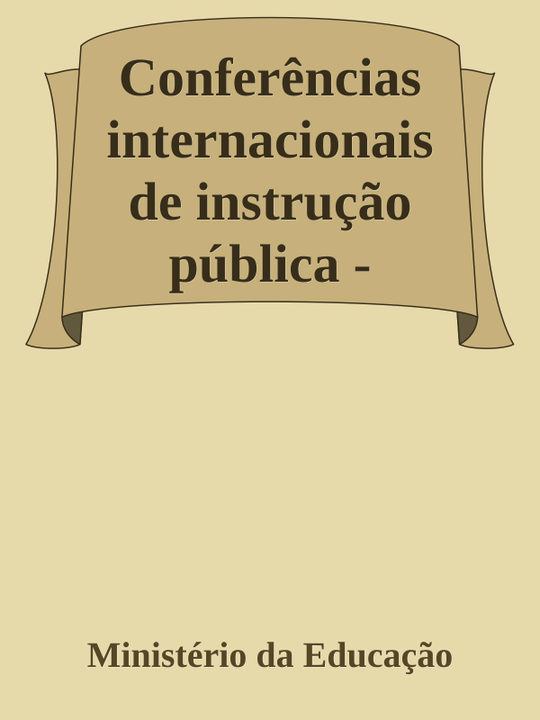 Conferências
internacionais
de instrução
pública -
Ministério da Educação